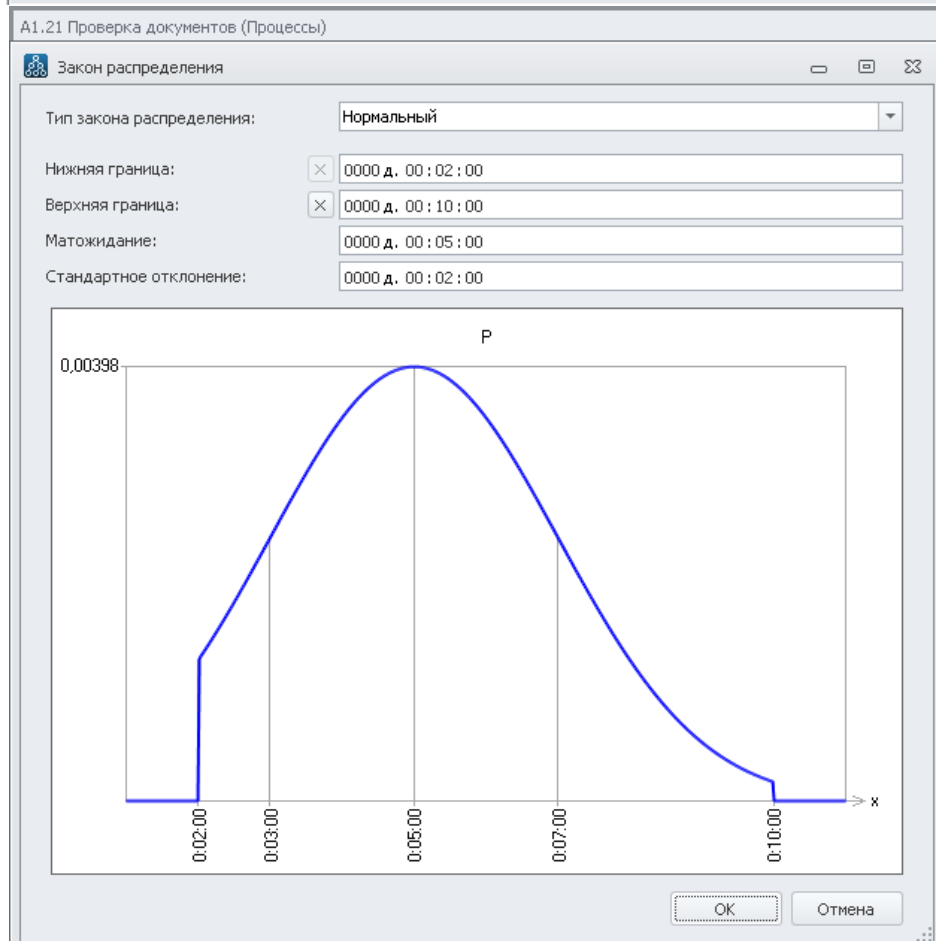 A1.21 Проверка документов (Процессы)
Закон распределения
Тип закона распределения: Нормальный
Нижняя граница: 0000 д. 00 : 02 : 00
Верхняя граница: 0000 д. 00 : 10 : 00
Матожидание: 0000 д. 00 : 05 : 00
Стандартное отклонение: 0000 д. 00 : 02 : 00
P
0,00398
x
0:02:00 0:03:00 0:05:00 0:07:00 0:10:00
OK Отмена